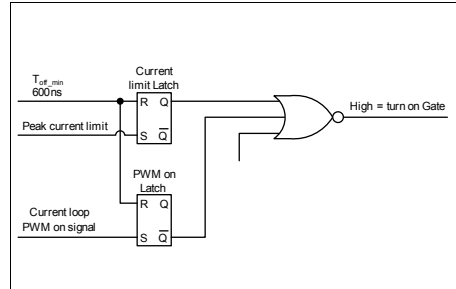 T_off_min
600ns
Current
limit Latch
R Q
Peak current limit
S Q̅
High = turn on Gate
PWM on
Latch
R Q
Current loop
PWM on signal
S Q̅